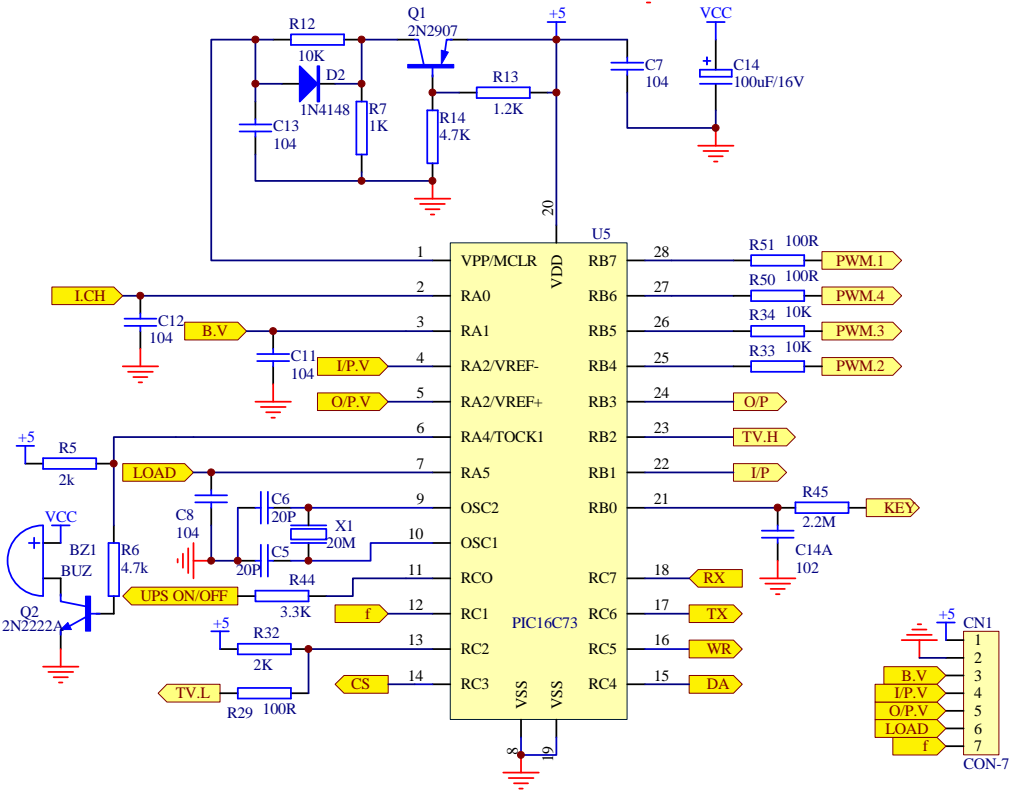 Q1
2N2907
+5
VCC
R12
10K
D2
1N4148
C13
104
R7
1K
R14
4.7K
R13
1.2K
C7
104
C14
100uF/16V
20
U5
VDD
1
VPP/MCLR
RB7
28
R51
100R
PWM.1
I.CH
2
RA0
RB6
27
R50
100R
PWM.4
C12
104
B.V
3
RA1
RB5
26
R34
10K
PWM.3
C11
104
I/P.V
4
RA2/VREF-
RB4
25
R33
10K
PWM.2
O/P.V
5
RA2/VREF+
RB3
24
O/P
+5
R5
2k
6
RA4/TOCK1
RB2
23
TV.H
LOAD
7
RA5
RB1
22
I/P
C8
104
C6
20P
9
OSC2
RB0
21
R45
2.2M
KEY
C14A
102
X1
20M
C5
20P
10
OSC1
VCC
BZ1
BUZ
R6
4.7k
Q2
2N2222A
UPS ON/OFF
R44
3.3K
11
RCO
RC7
18
RX
f
12
RC1
RC6
17
TX
PIC16C73
+5
R32
2K
13
RC2
RC5
16
WR
TV.L
R29
100R
CS
14
RC3
RC4
15
DA
VSS
VSS
8
19
+5
CN1
1
2
B.V
3
I/P.V
4
O/P.V
5
LOAD
6
f
7
CON-7